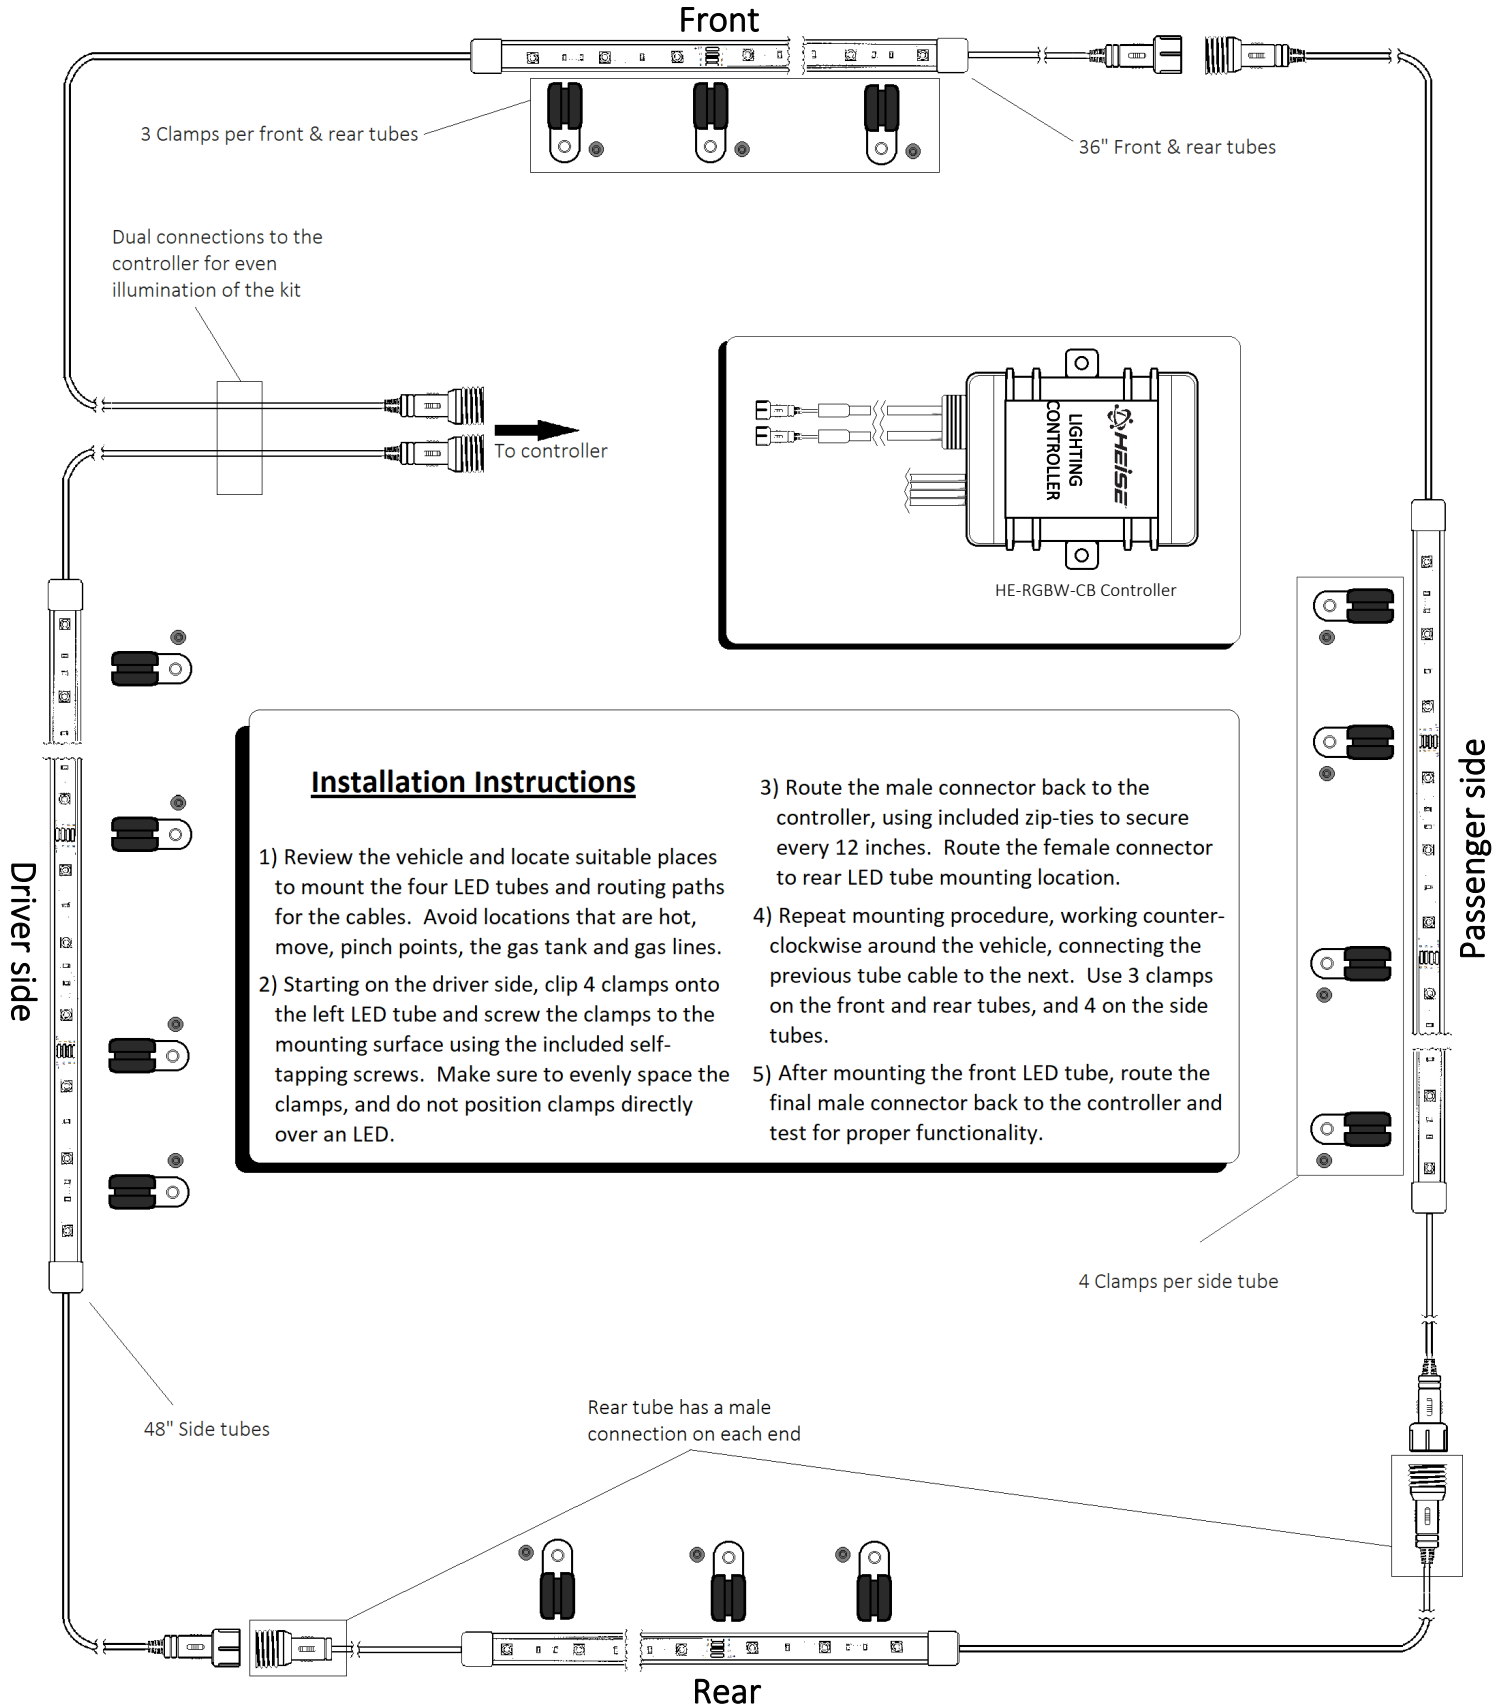 Front
3 Clamps per front & rear tubes
36" Front & rear tubes
Dual connections to the
controller for even
illumination of the kit
To controller
HEISE
LIGHTING
CONTROLLER
HE-RGBW-CB Controller
Installation Instructions
1) Review the vehicle and locate suitable places
to mount the four LED tubes and routing paths
for the cables.  Avoid locations that are hot,
move, pinch points, the gas tank and gas lines.
2) Starting on the driver side, clip 4 clamps onto
the left LED tube and screw the clamps to the
mounting surface using the included self-
tapping screws.  Make sure to evenly space the
clamps, and do not position clamps directly
over an LED.
3) Route the male connector back to the
controller, using included zip-ties to secure
every 12 inches.  Route the female connector
to rear LED tube mounting location.
4) Repeat mounting procedure, working counter-
clockwise around the vehicle, connecting the
previous tube cable to the next.  Use 3 clamps
on the front and rear tubes, and 4 on the side
tubes.
5) After mounting the front LED tube, route the
final male connector back to the controller and
test for proper functionality.
Driver side
Passenger side
4 Clamps per side tube
48" Side tubes
Rear tube has a male
connection on each end
Rear